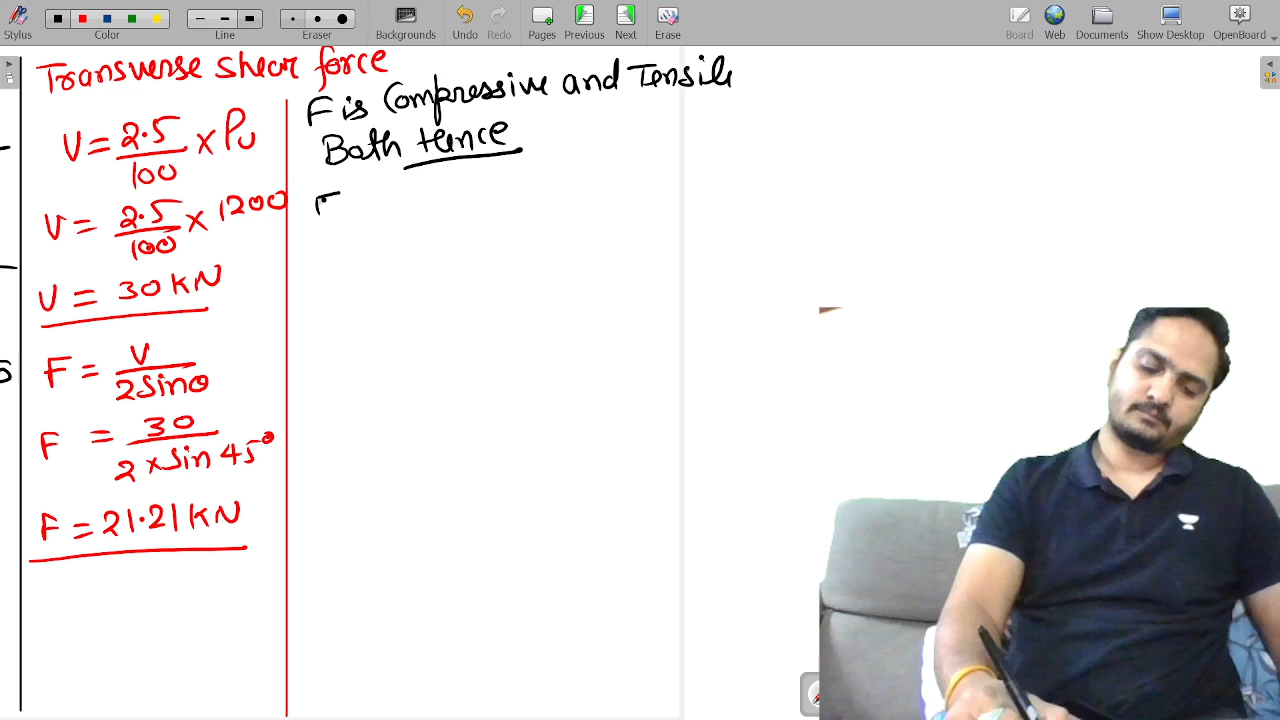 Stylus
Color
Line
Eraser
Backgrounds
Undo
Redo
Pages
Previous
Next
Erase
Board
Web
Documents
Show Desktop
OpenBoard
Transverse shear force
V = 2.5/100 × Pu
V = 2.5/100 × 1200
V = 30 KN
F = V/2sinθ
F = 30/2×sin 45°
F = 21.21 KN
F is Compressive and Tensile
Bath Hence